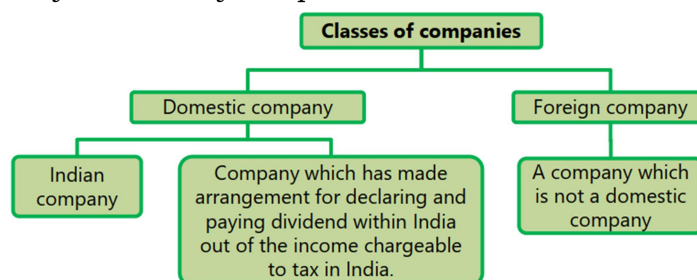 Classes of companies
Domestic company
Foreign company
Indian
company
Company which has made
arrangement for declaring and
paying dividend within India
out of the income chargeable
to tax in India.
A company which
is not a domestic
company